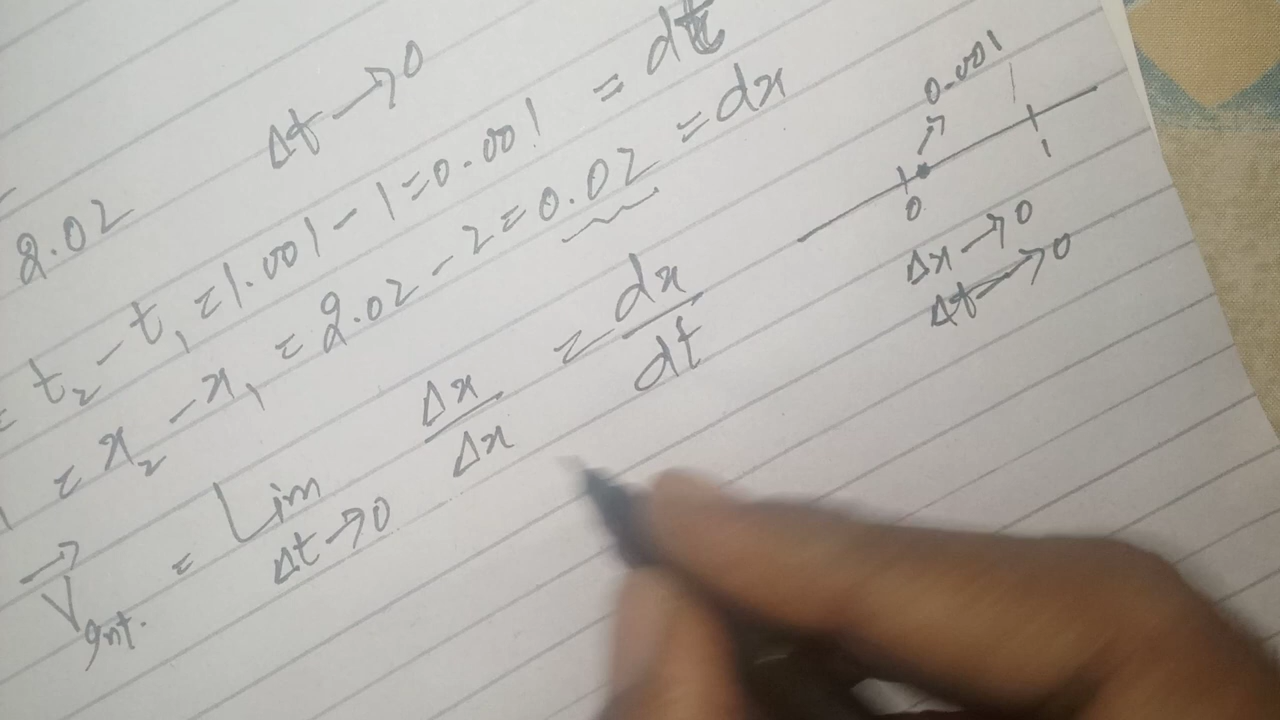 Δt → 0
2.02
= t₂ - t₁ = 1.001 - 1 = 0.001 = dt
= x₂ - x₁ = 2.02 - 2 = 0.02 = dx
V⃗ Int. = Lim Δt→0 Δx/Δx = dx/dt
0.001
0 1
Δx → 0
Δt → 0